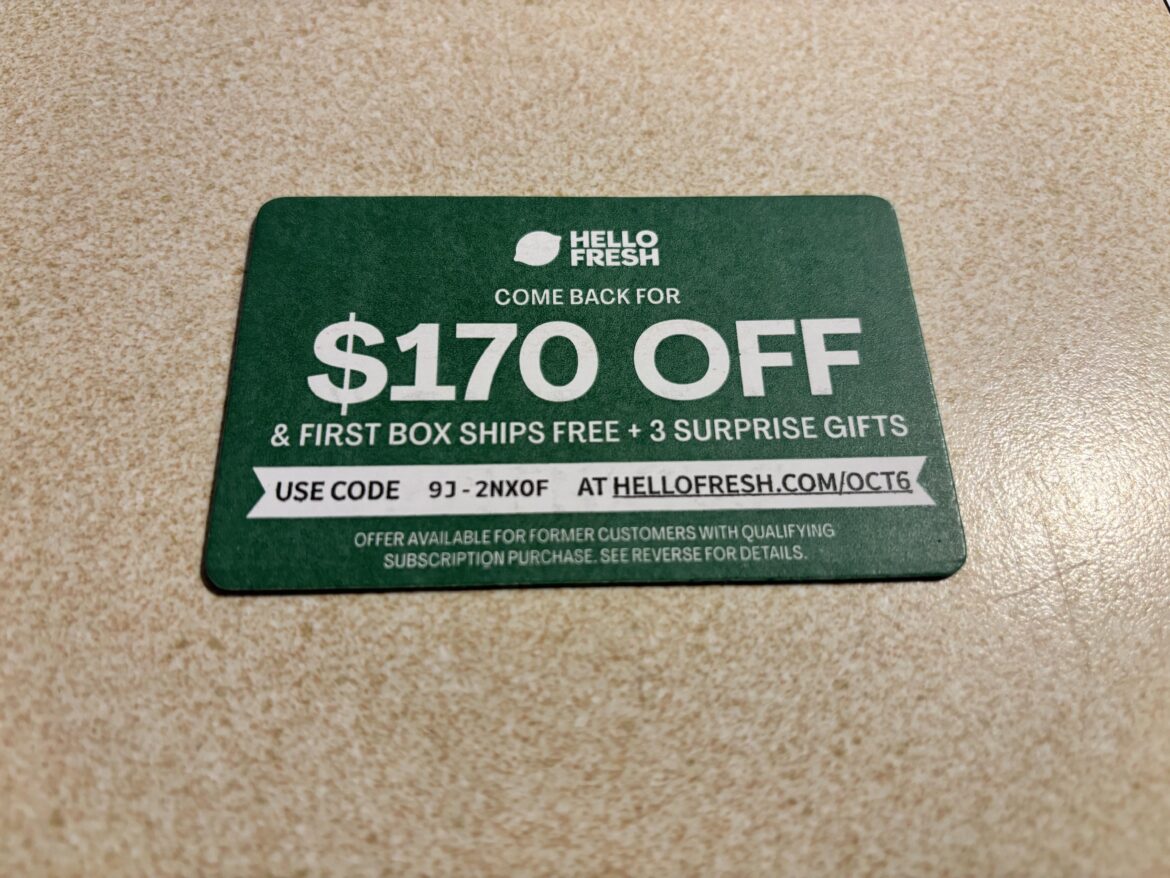 HELLO
FRESH
COME BACK FOR
$170 OFF
& FIRST BOX SHIPS FREE + 3 SURPRISE GIFTS
USE CODE 9J-2NXOF AT HELLOFRESH.COM/OCT6
OFFER AVAILABLE FOR FORMER CUSTOMERS WITH QUALIFYING
SUBSCRIPTION PURCHASE. SEE REVERSE FOR DETAILS.